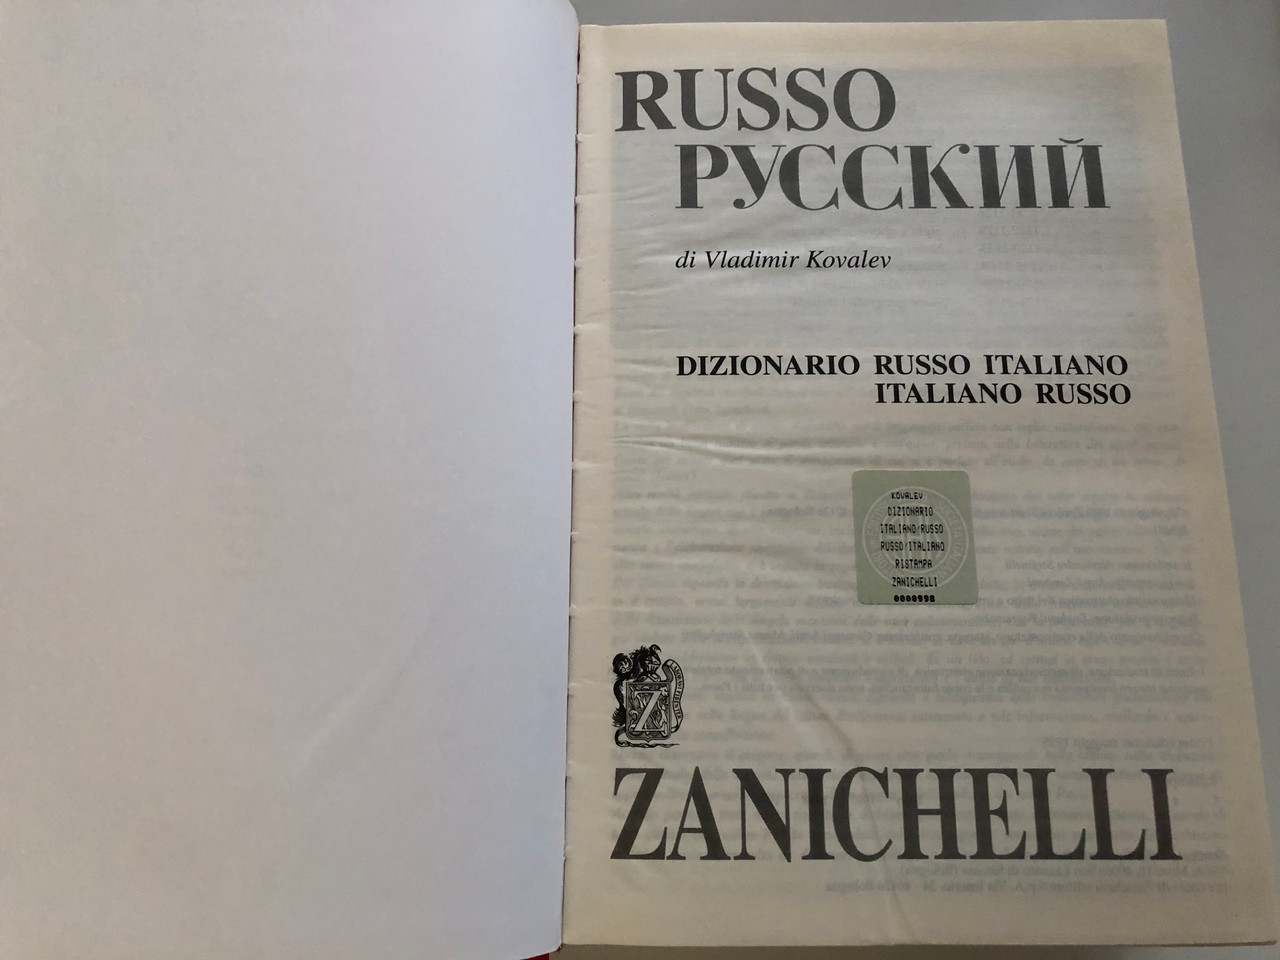 RUSSO
РУССКИЙ
di Vladimir Kovalev
DIZIONARIO RUSSO ITALIANO
ITALIANO RUSSO
KOVALEV
DIZIONARIO
ITALIANO/RUSSO
RUSSO/ITALIANO
RISTAMPA
ZANICHELLI
0000998
Z
ZANICHELLI